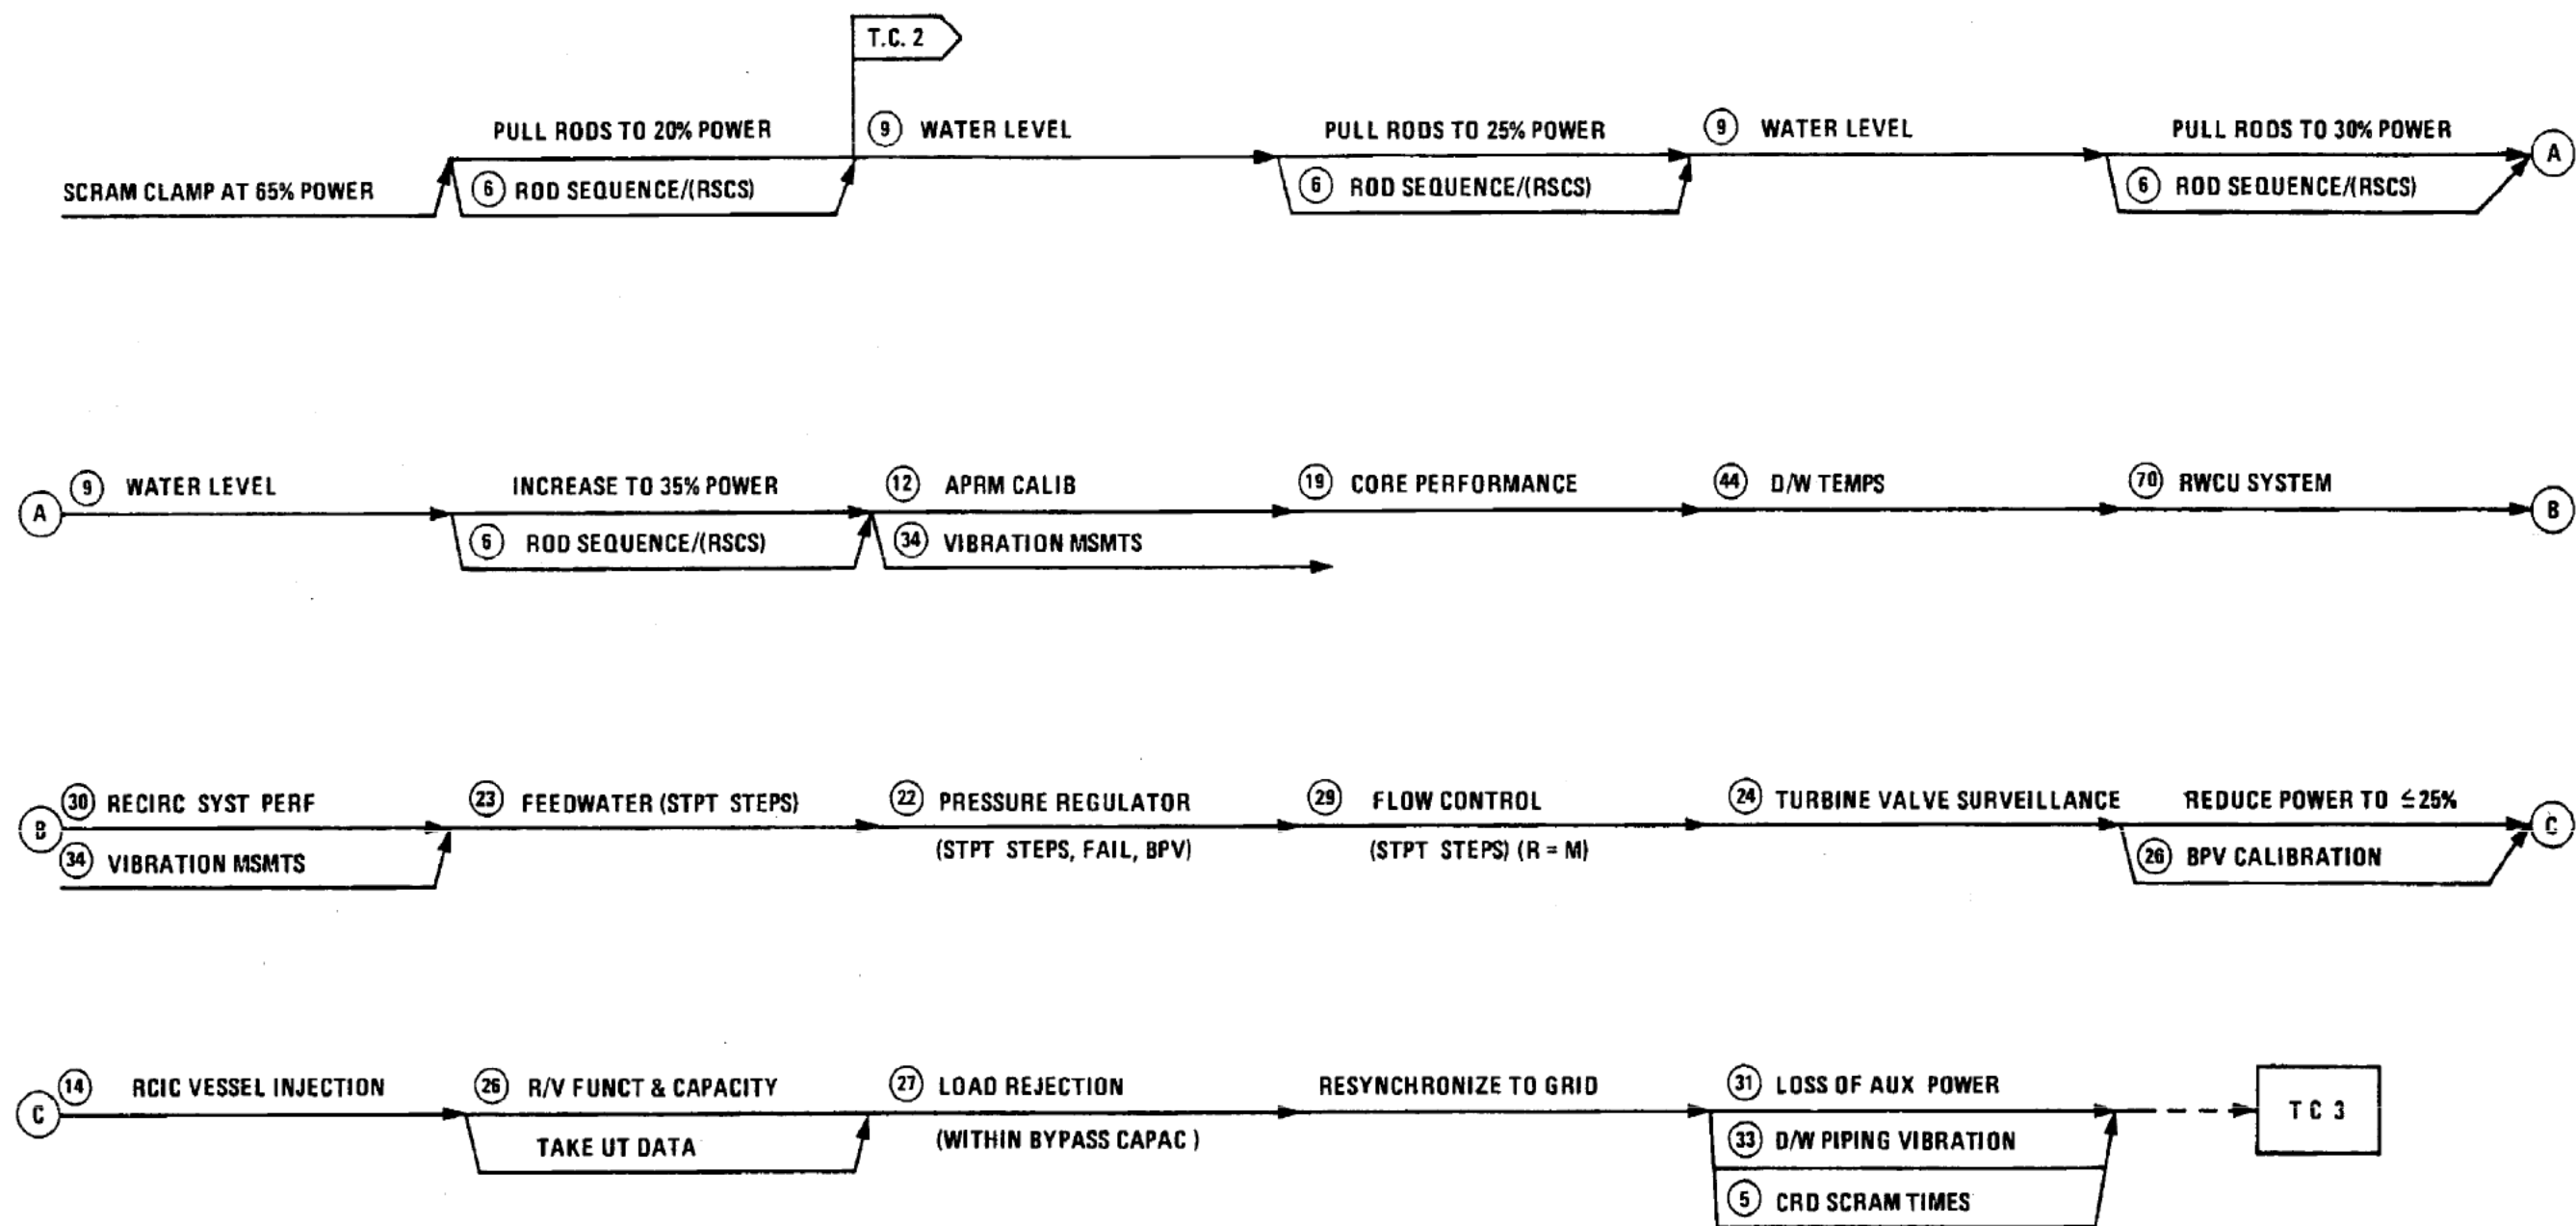 T.C. 2
PULL RODS TO 20% POWER
9 WATER LEVEL
PULL RODS TO 25% POWER
9 WATER LEVEL
PULL RODS TO 30% POWER
A
SCRAM CLAMP AT 65% POWER
6 ROD SEQUENCE/(RSCS)
6 ROD SEQUENCE/(RSCS)
6 ROD SEQUENCE/(RSCS)
A
9 WATER LEVEL
INCREASE TO 35% POWER
12 APRM CALIB
19 CORE PERFORMANCE
44 D/W TEMPS
70 RWCU SYSTEM
B
6 ROD SEQUENCE/(RSCS)
34 VIBRATION MSMTS
B
30 RECIRC SYST PERF
23 FEEDWATER (STPT STEPS)
22 PRESSURE REGULATOR
29 FLOW CONTROL
24 TURBINE VALVE SURVEILLANCE
REDUCE POWER TO ≤25%
C
34 VIBRATION MSMTS
(STPT STEPS, FAIL, BPV)
(STPT STEPS) (R = M)
26 BPV CALIBRATION
C
14 RCIC VESSEL INJECTION
26 R/V FUNCT & CAPACITY
27 LOAD REJECTION
RESYNCHRONIZE TO GRID
31 LOSS OF AUX POWER
TC 3
TAKE UT DATA
(WITHIN BYPASS CAPAC )
33 D/W PIPING VIBRATION
5 CRD SCRAM TIMES